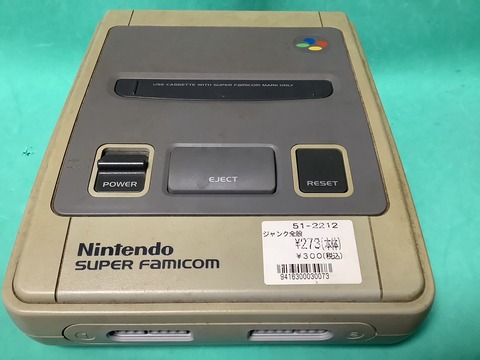 USE CASSETTE WITH SUPER FAMICOM MARK ONLY
POWER
EJECT
RESET
Nintendo
SUPER FAMICOM
51-2212
ジャンク全般
¥273(本体)
¥300(税込)
9416300030073